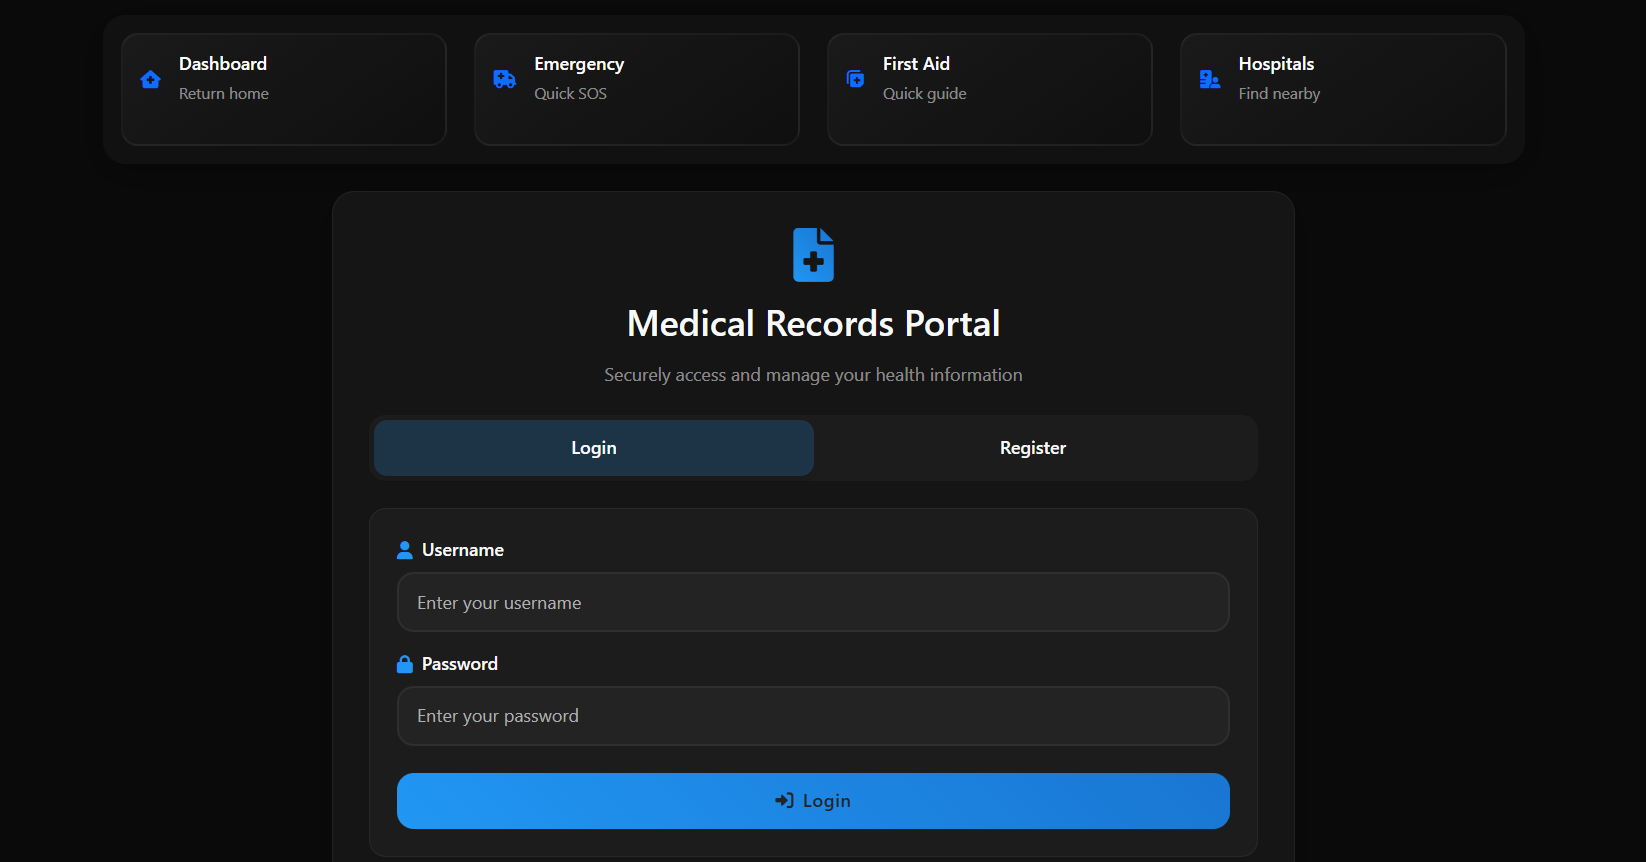 Dashboard
Return home
Emergency
Quick SOS
First Aid
Quick guide
Hospitals
Find nearby
Medical Records Portal
Securely access and manage your health information
Login
Register
Username
Enter your username
Password
Enter your password
Login